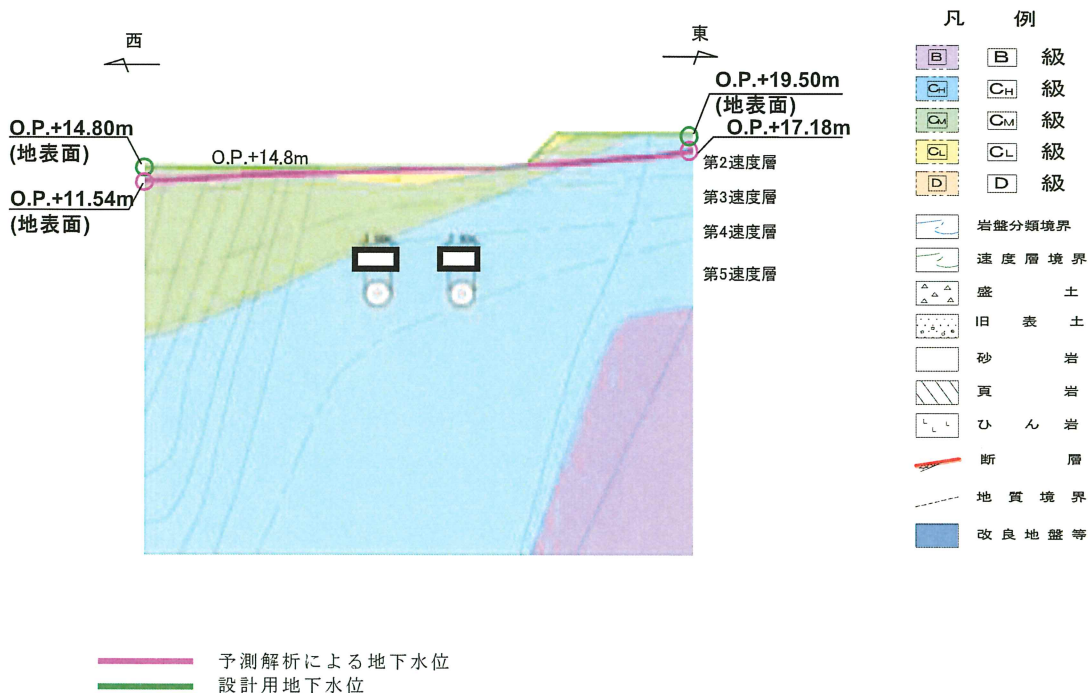 西
東
O.P.+14.80m
(地表面)
O.P.+14.8m
O.P.+11.54m
(地表面)
O.P.+19.50m
(地表面)
O.P.+17.18m
第2速度層
第3速度層
第4速度層
第5速度層
凡 例
B B 級
CH CH 級
CM CM 級
CL CL 級
D D 級
岩盤分類境界
速度層境界
盛 土
旧 表 土
砂 岩
頁 岩
ひ ん 岩
断 層
地 質 境 界
改 良 地 盤 等
予測解析による地下水位
設計用地下水位